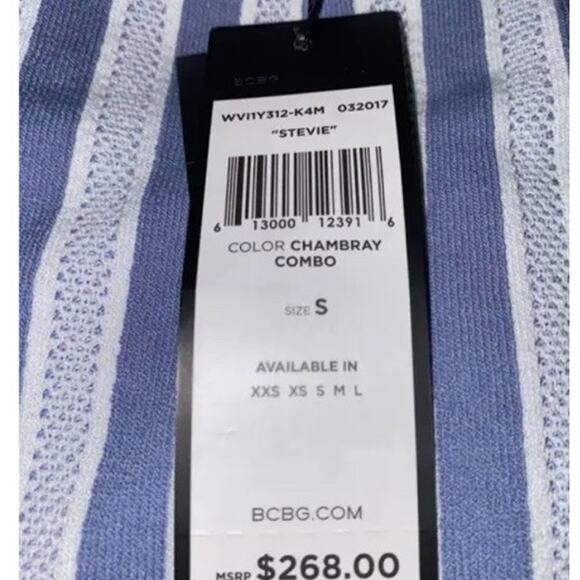 BCBG
WVI1Y312-K4M 032017
"STEVIE"
6 13000 12391 6
COLOR CHAMBRAY
COMBO
SIZE S
AVAILABLE IN
XXS XS S M L
BCBG.COM
MSRP $268.00